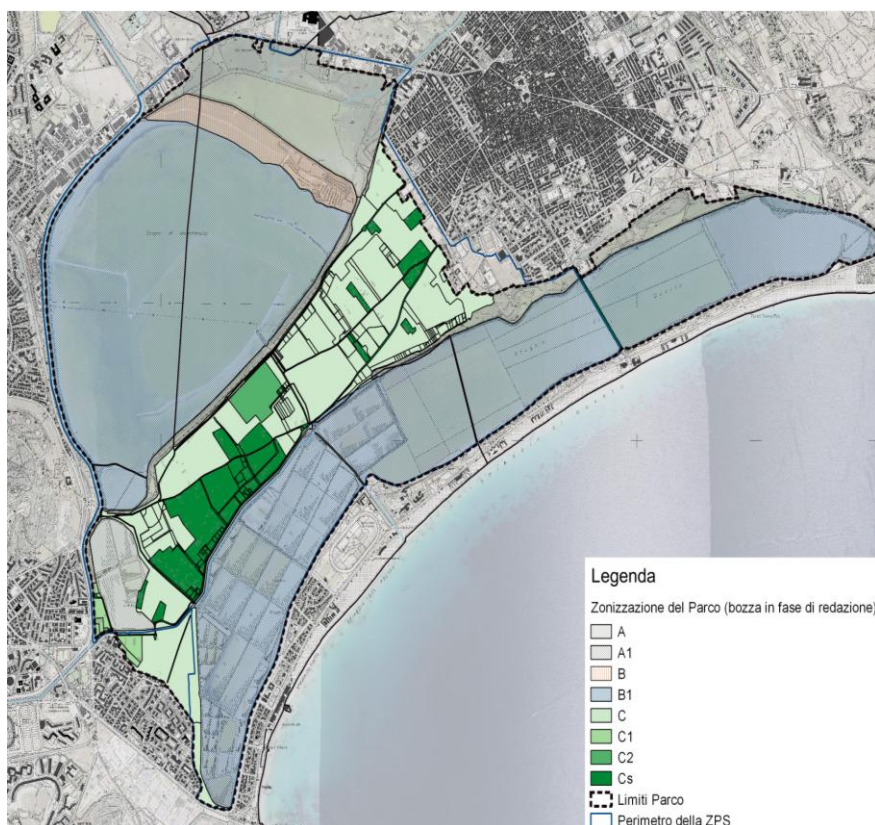 Legenda
Zonizzazione del Parco (bozza in fase di redazione)
A
A1
B
B1
C
C1
C2
Cs
Limiti Parco
Perimetro della ZPS